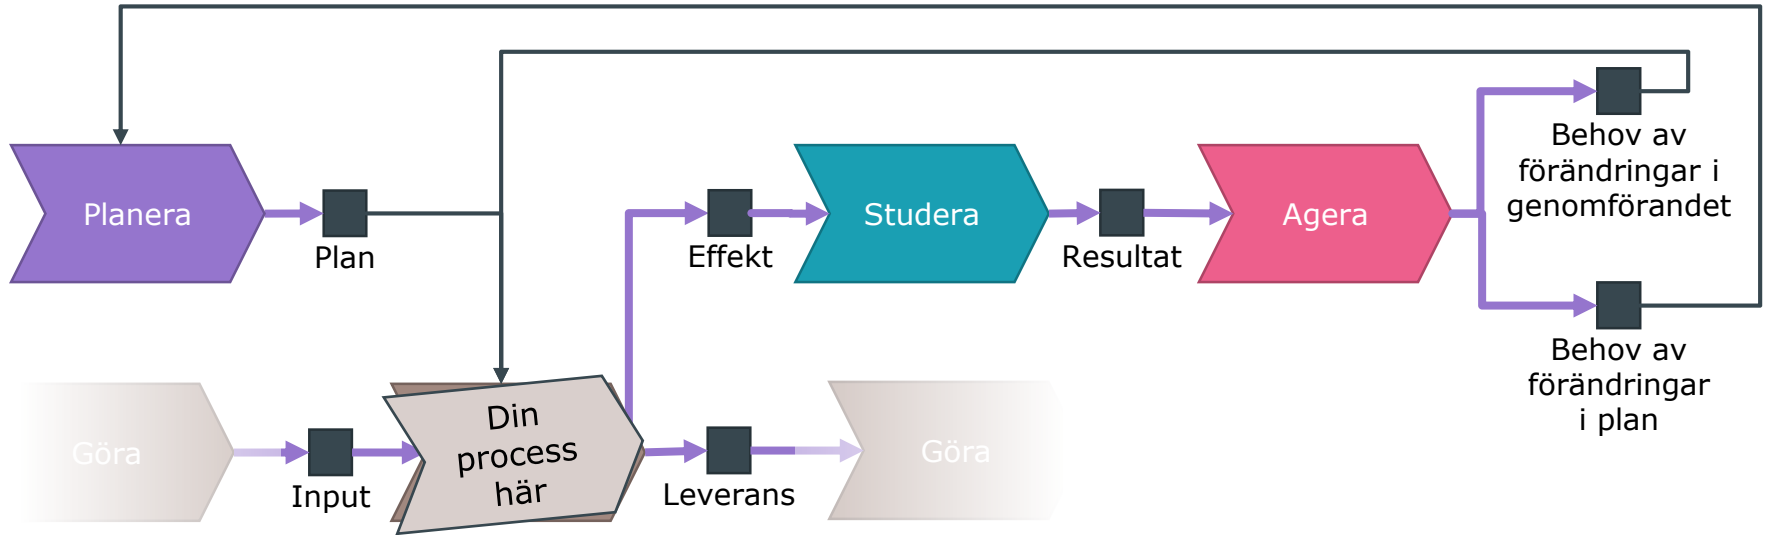 Planera
Plan
Effekt
Studera
Resultat
Agera
Behov av
förändringar i
genomförandet
Behov av
förändringar
i plan
Göra
Input
Din
process
här
Leverans
Göra